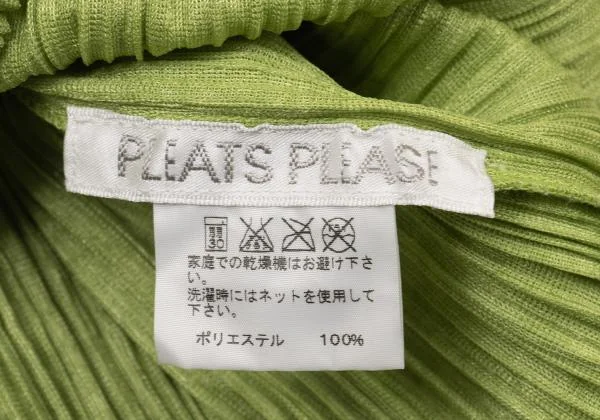 PLEATS PLEASE
30
家庭での乾燥機はお避け下さ
い。
洗濯時にはネットを使用して
下さい。
ポリエステル 100%